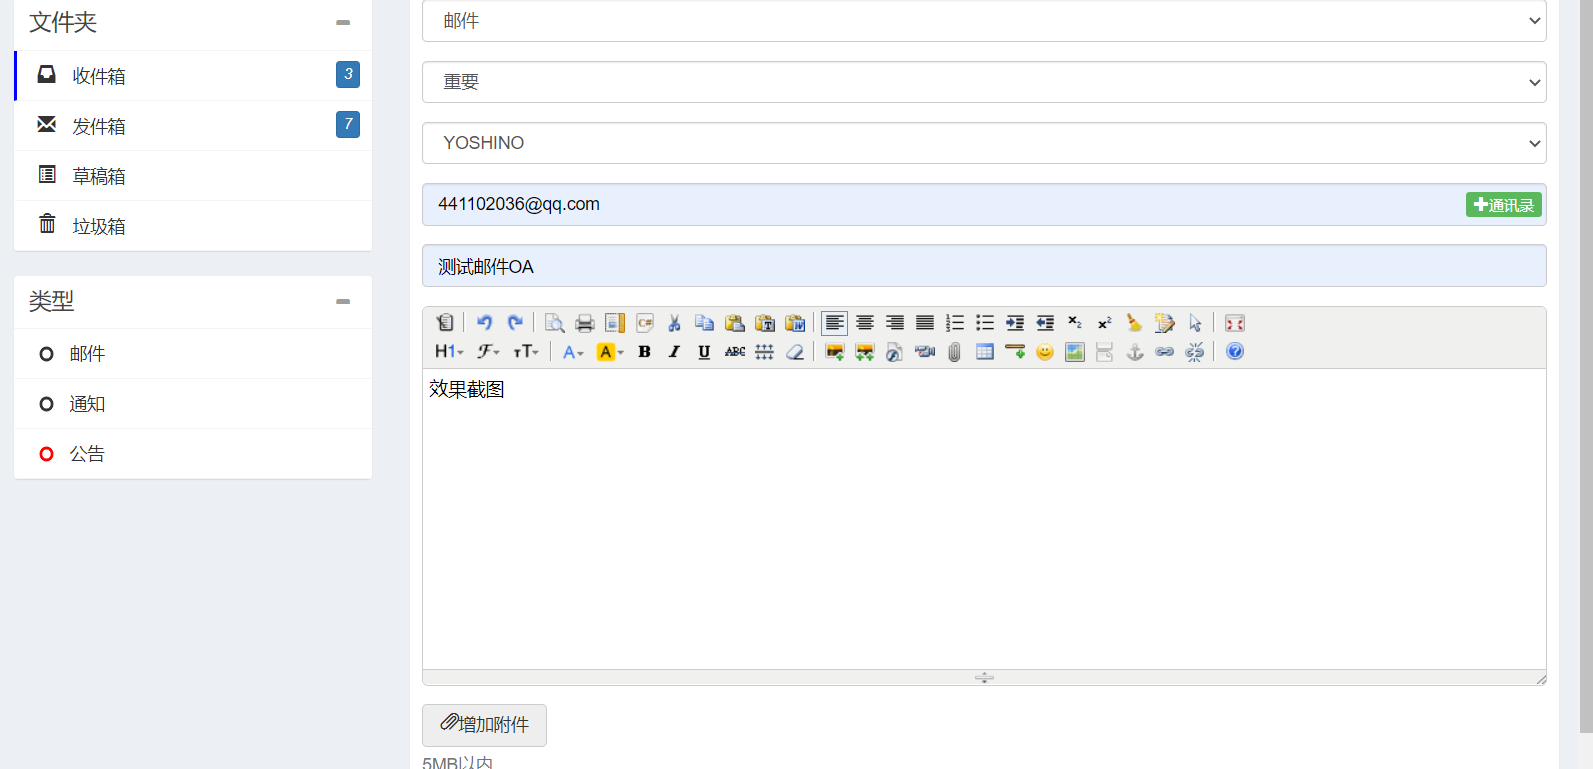 文件夹
收件箱 3
发件箱 7
草稿箱
垃圾箱
类型
邮件
通知
公告
邮件
重要
YOSHINO
441102036@qq.com
通讯录
测试邮件OA
H1 F TT A A B I U ABC
效果截图
增加附件
5MB以内